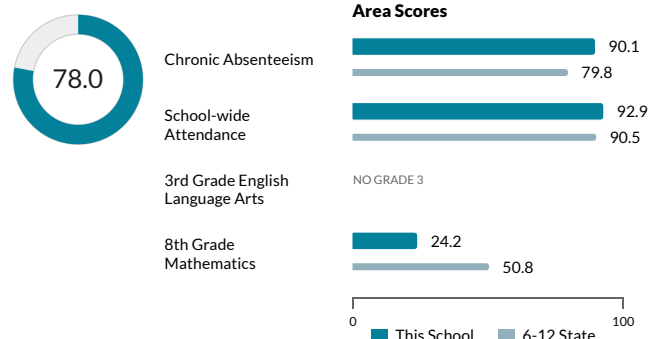 Area Scores
78.0
Chronic Absenteeism
90.1
79.8
School-wide
Attendance
92.9
90.5
3rd Grade English
Language Arts
NO GRADE 3
8th Grade
Mathematics
24.2
50.8
0
100
This School
6-12 State